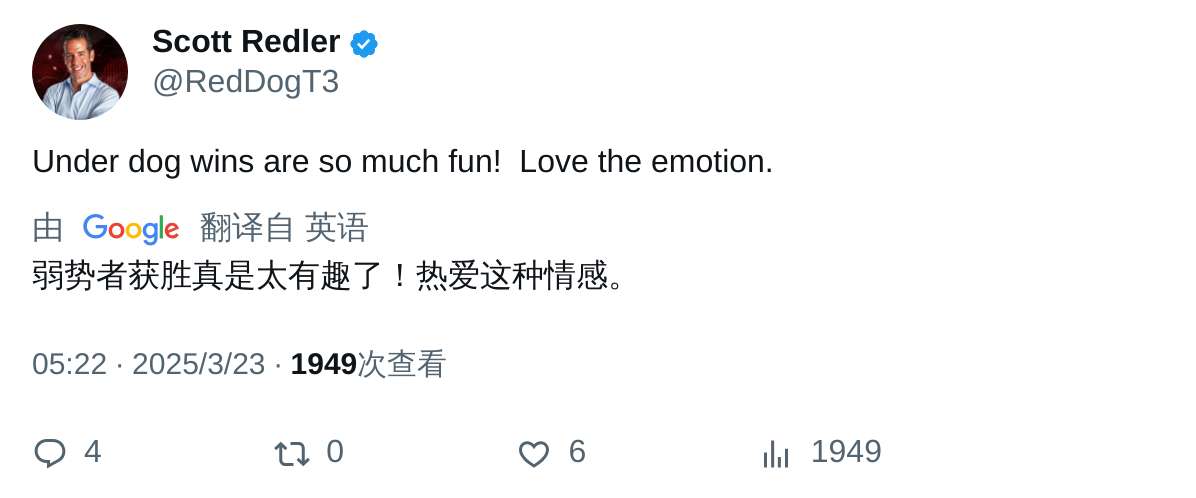 Scott Redler
@RedDogT3
Under dog wins are so much fun!  Love the emotion.
由 Google 翻译自 英语
弱势者获胜真是太有趣了！热爱这种情感。
05:22 · 2025/3/23 · 1949次查看
4 0 6 1949